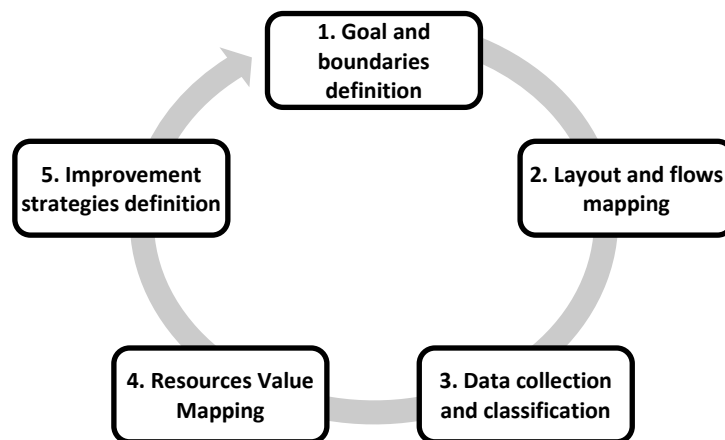 1. Goal and
boundaries
definition
2. Layout and flows
mapping
3. Data collection
and classification
4. Resources Value
Mapping
5. Improvement
strategies definition